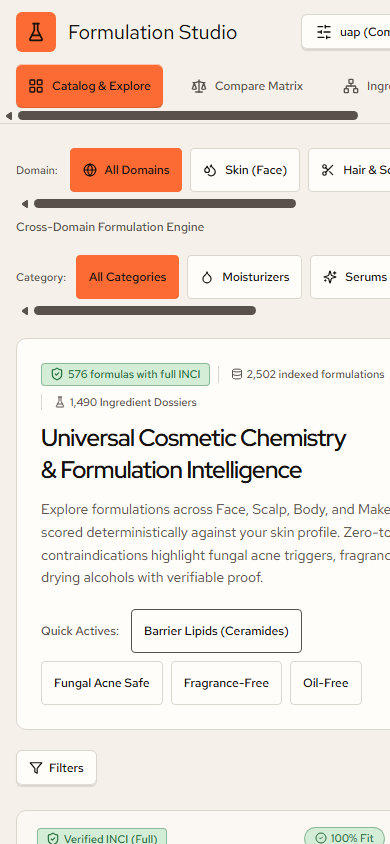 Formulation Studio
uap (Com
Catalog & Explore
Compare Matrix
Ingre
Domain:
All Domains
Skin (Face)
Hair & Sc
Cross-Domain Formulation Engine
Category:
All Categories
Moisturizers
Serums
576 formulas with full INCI
2,502 indexed formulations
1,490 Ingredient Dossiers
Universal Cosmetic Chemistry
& Formulation Intelligence
Explore formulations across Face, Scalp, Body, and Make
scored deterministically against your skin profile. Zero-to
contraindications highlight fungal acne triggers, fragranc
drying alcohols with verifiable proof.
Quick Actives:
Barrier Lipids (Ceramides)
Fungal Acne Safe
Fragrance-Free
Oil-Free
Filters
Verified INCI (Full)
100% Fit